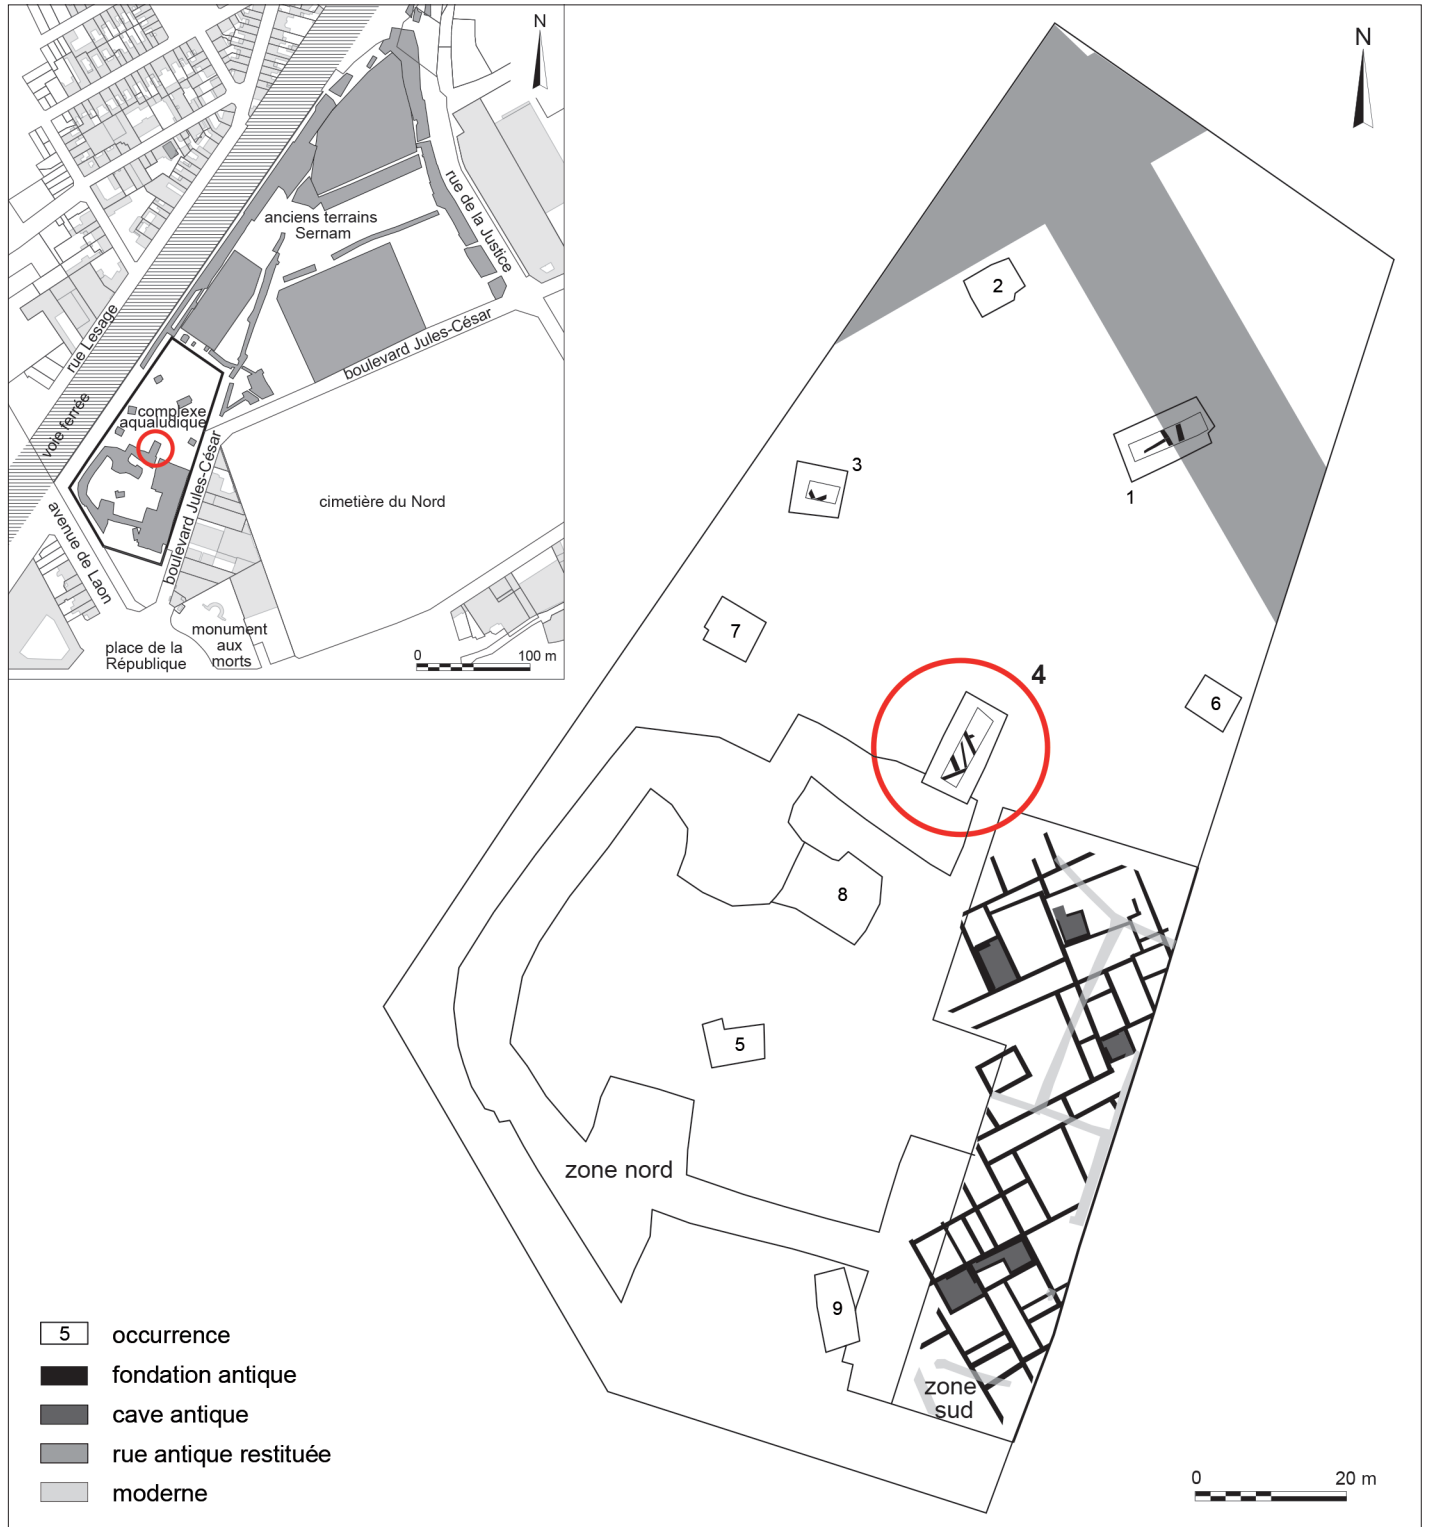 N
rue de la Justice
anciens terrains
Sernam
rue Lesage
boulevard Jules-César
voie ferrée
complexe
aqualudique
boulevard Jules-César
cimetière du Nord
avenue de Laon
monument
aux
morts
place de la
République
0 100 m
N
2
3
1
7
4
6
8
5
zone nord
9
zone
sud
5 occurrence
fondation antique
cave antique
rue antique restituée
moderne
0 20 m